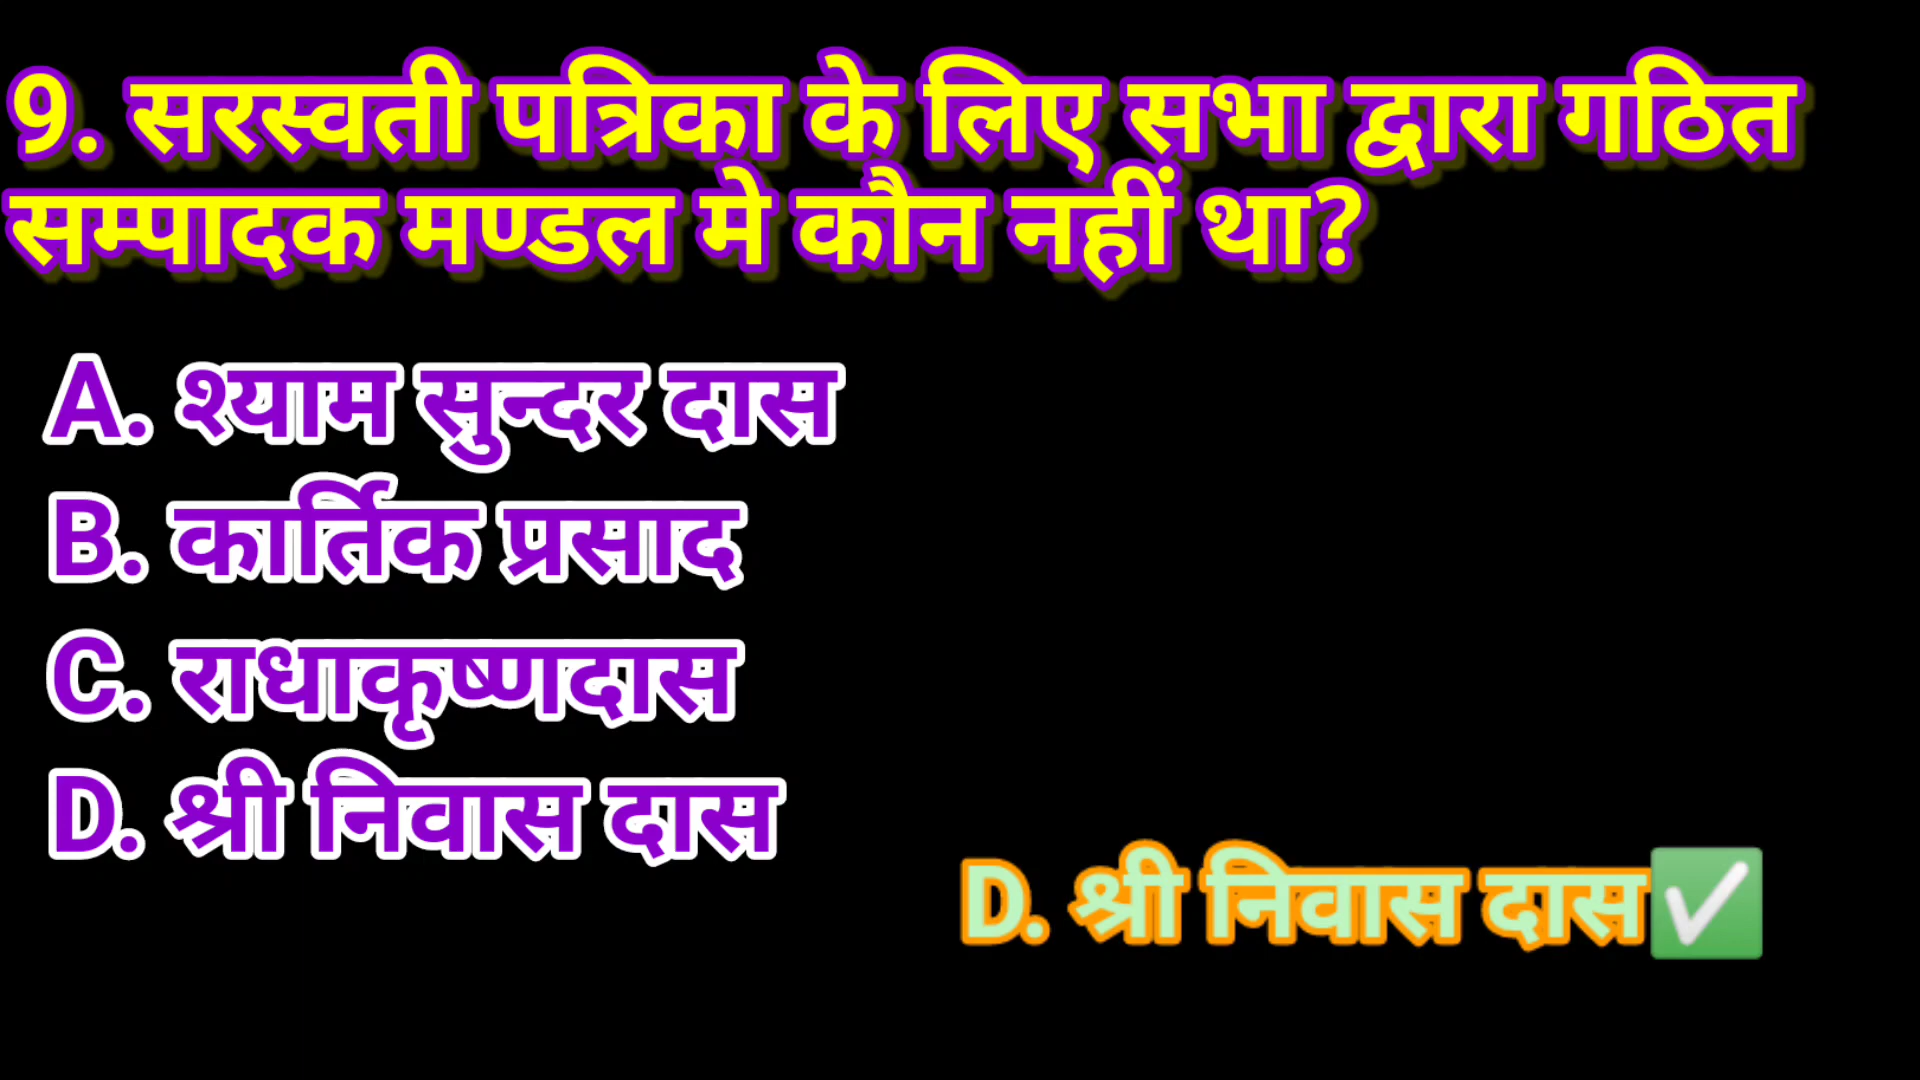 9. सरस्वती पत्रिका के लिए सभा द्वारा गठित
सम्पादक मण्डल मे कौन नहीं था?
A. श्याम सुन्दर दास
B. कार्तिक प्रसाद
C. राधाकृष्णदास
D. श्री निवास दास
D. श्री निवास दास✅